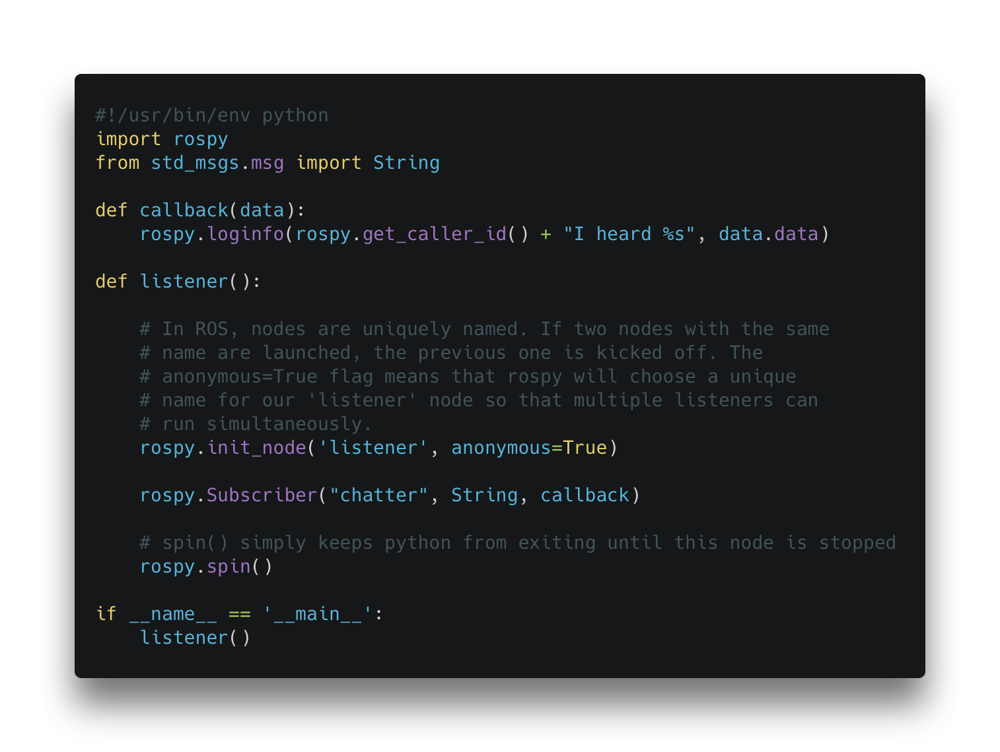 #!/usr/bin/env python
import rospy
from std_msgs.msg import String

def callback(data):
    rospy.loginfo(rospy.get_caller_id() + "I heard %s", data.data)

def listener():

    # In ROS, nodes are uniquely named. If two nodes with the same
    # name are launched, the previous one is kicked off. The
    # anonymous=True flag means that rospy will choose a unique
    # name for our 'listener' node so that multiple listeners can
    # run simultaneously.
    rospy.init_node('listener', anonymous=True)

    rospy.Subscriber("chatter", String, callback)

    # spin() simply keeps python from exiting until this node is stopped
    rospy.spin()

if __name__ == '__main__':
    listener()